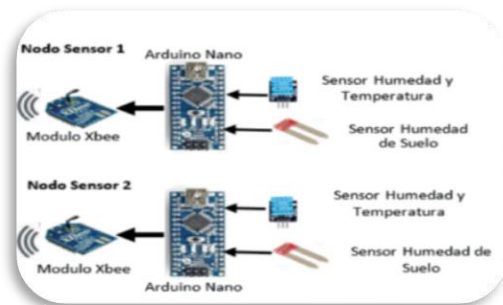 Nodo Sensor 1
Arduino Nano
Sensor Humedad y
Temperatura
Modulo Xbee
Sensor Humedad
de Suelo
Nodo Sensor 2
Sensor Humedad y
Temperatura
Modulo Xbee
Sensor Humedad de
Suelo
Arduino Nano